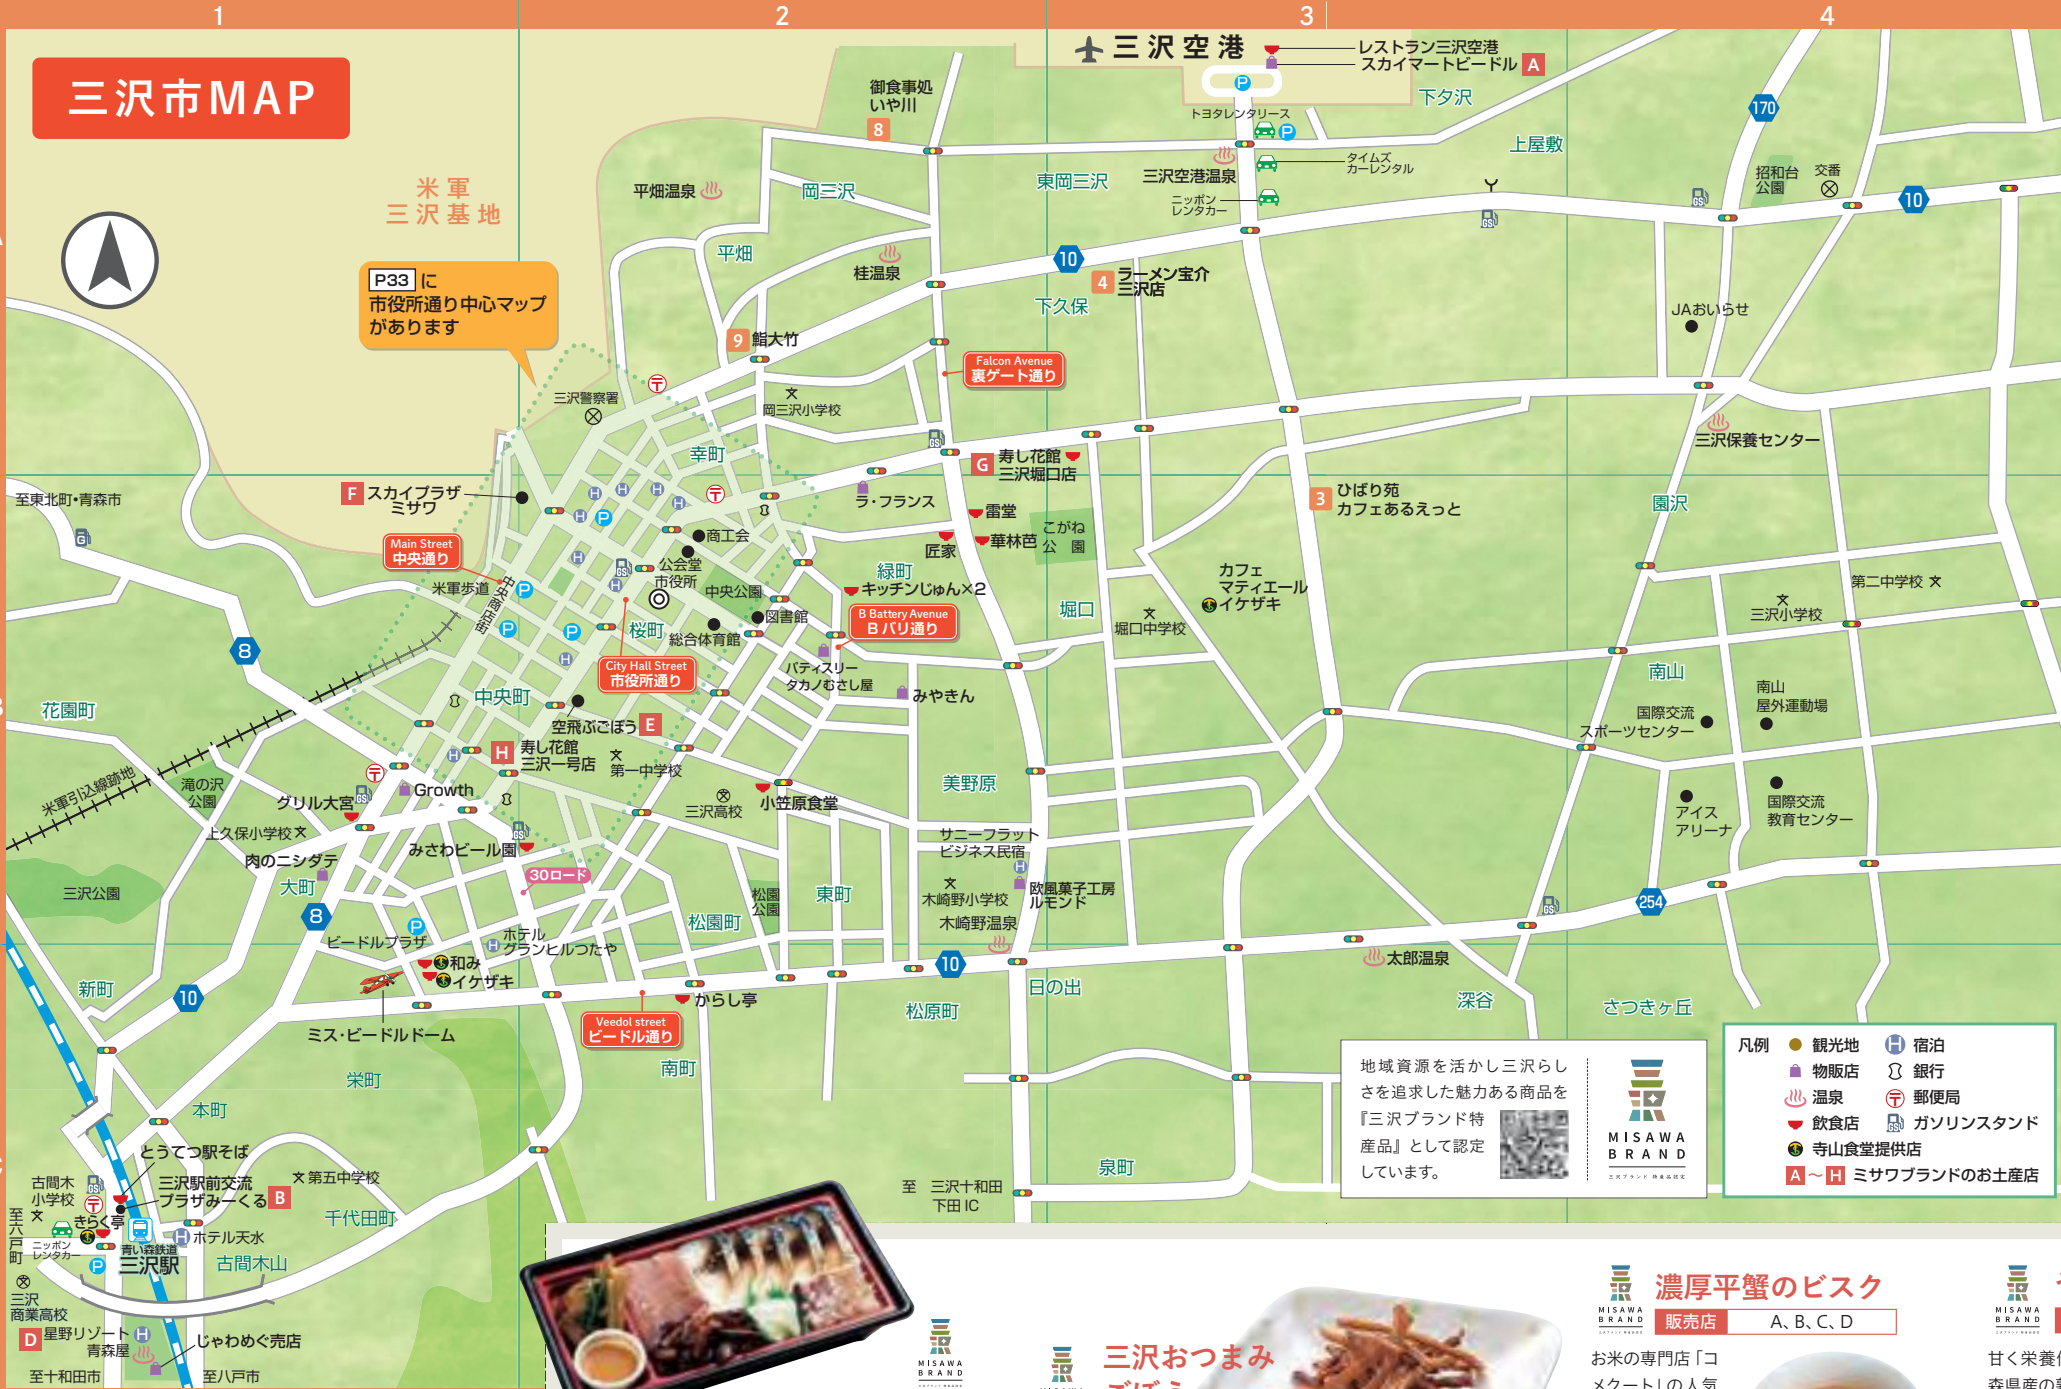 1
2
3
4
三沢市MAP
米軍
三沢基地
P33 に
市役所通り中心マップ
があります
三沢空港
レストラン三沢空港
スカイマートビードル A
下夕沢
P
トヨタレンタリース
P
タイムズ
カーレンタル
三沢空港温泉
ニッポン
レンタカー
上屋敷
170
招和台
公園
交番
10
GS
GS
御食事処
いや川
8
平畑温泉
岡三沢
東岡三沢
平畑
桂温泉
10
4
ラーメン宝介
三沢店
下久保
JAおいらせ
9 鮨大竹
Falcon Avenue
裏ゲート通り
三沢警察署
岡三沢小学校
三沢保養センター
幸町
GS
G
寿し花館
三沢堀口店
至東北町・青森市
G
F
スカイプラザ
ミサワ
ラ・フランス
3
ひばり苑
カフェあるえっと
園沢
雷堂
こがね
公園
匠家
華林芭
商工会
公会堂
市役所
Main Street
中央通り
米軍歩道
中央商店街
GS
中央公園
緑町
キッチンじゅん×2
カフェ
マティエール
イケザキ
第二中学校
三沢小学校
図書館
B Battery Avenue
B バリ通り
堀口
堀口中学校
桜町
総合体育館
8
City Hall Street
市役所通り
パティスリー
タカノむさし屋
みやきん
南山
南山
屋外運動場
国際交流
スポーツセンター
花園町
中央町
空飛ぶごぼう E
H
寿し花館
三沢一号店
第一中学校
米軍引込線跡地
滝の沢
公園
グリル大宮
GS
Growth
美野原
三沢高校
小笠原食堂
アイス
アリーナ
国際交流
教育センター
上久保小学校
みさわビール園
GS
サニーフラット
ビジネス民宿
肉のニシダテ
大町
三沢公園
30ロード
松園
公園
東町
木崎野小学校
欧風菓子工房
ルモンド
木崎野温泉
松園町
8
GS
254
ビードルプラザ
ホテル
グランヒルつたや
和み
イケザキ
10
太郎温泉
新町
10
からし亭
日の出
松原町
深谷
さつきヶ丘
ミス・ビードルドーム
Veedol street
ビードル通り
南町
栄町
本町
とうてつ駅そば
三沢駅前交流
プラザみーくる B
第五中学校
古間木
小学校
GS
至六戸町
きらく亭
ニッポン
レンタカー
青い森鉄道
三沢駅
ホテル天水
千代田町
古間木山
P
三沢
商業高校
D 星野リゾート
青森屋
じゃわめぐ売店
至十和田市
至八戸市
泉町
至 三沢十和田
下田 IC
地域資源を活かし三沢らし
さを追求した魅力ある商品を
『三沢ブランド特
産品』として認定
しています。
MISAWA
BRAND
凡例
観光地
宿泊
物販店
銀行
温泉
郵便局
飲食店
ガソリンスタンド
寺山食堂提供店
A～H ミサワブランドのお土産店
MISAWA
BRAND
三沢おつまみ
MISAWA
BRAND
濃厚平蟹のビスク
販売店
A、B、C、D
お米の専門店「コ
メクート」の人気
MISAWA
BRAND